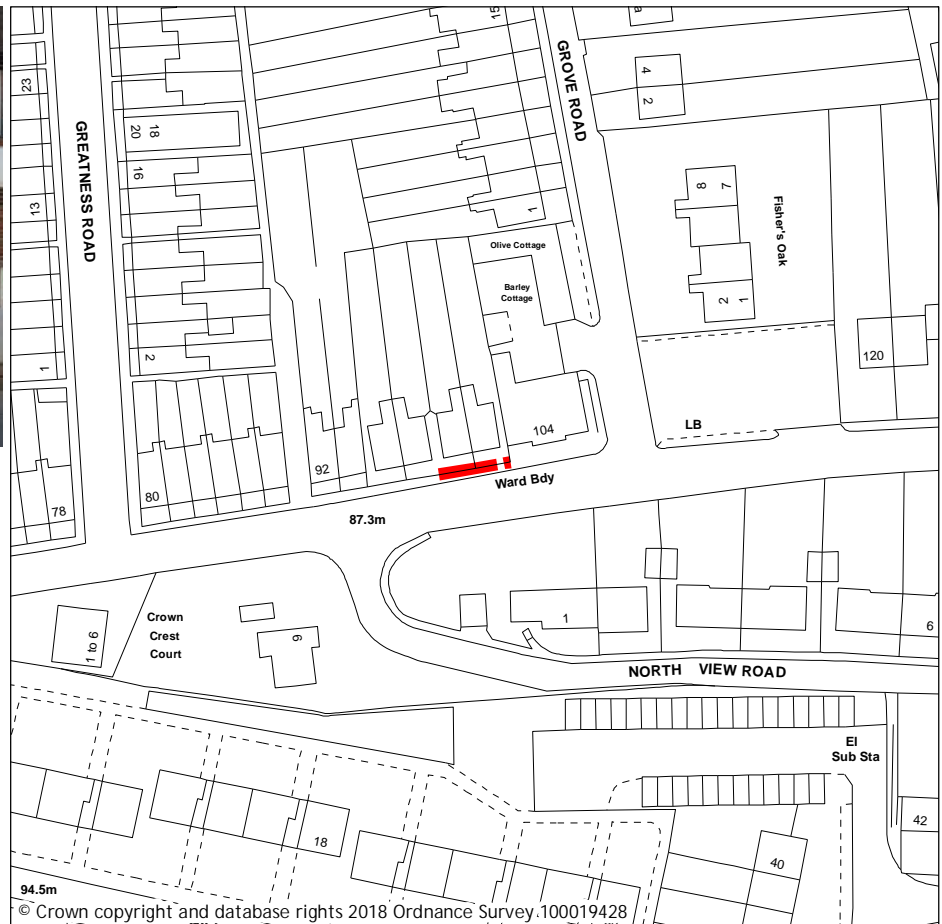 15
GROVE ROAD
4
2
23
GREATNESS ROAD
18
20
16
13
8
7
Fisher's Oak
1
Olive Cottage
Barley
Cottage
2
1
2
1
120
104
LB
92
Ward Bdy
80
78
87.3m
Crown
Crest
Court
1 to 6
9
1
6
NORTH VIEW ROAD
El
Sub Sta
42
18
40
94.5m
© Crown copyright and database rights 2018 Ordnance Survey 100019428